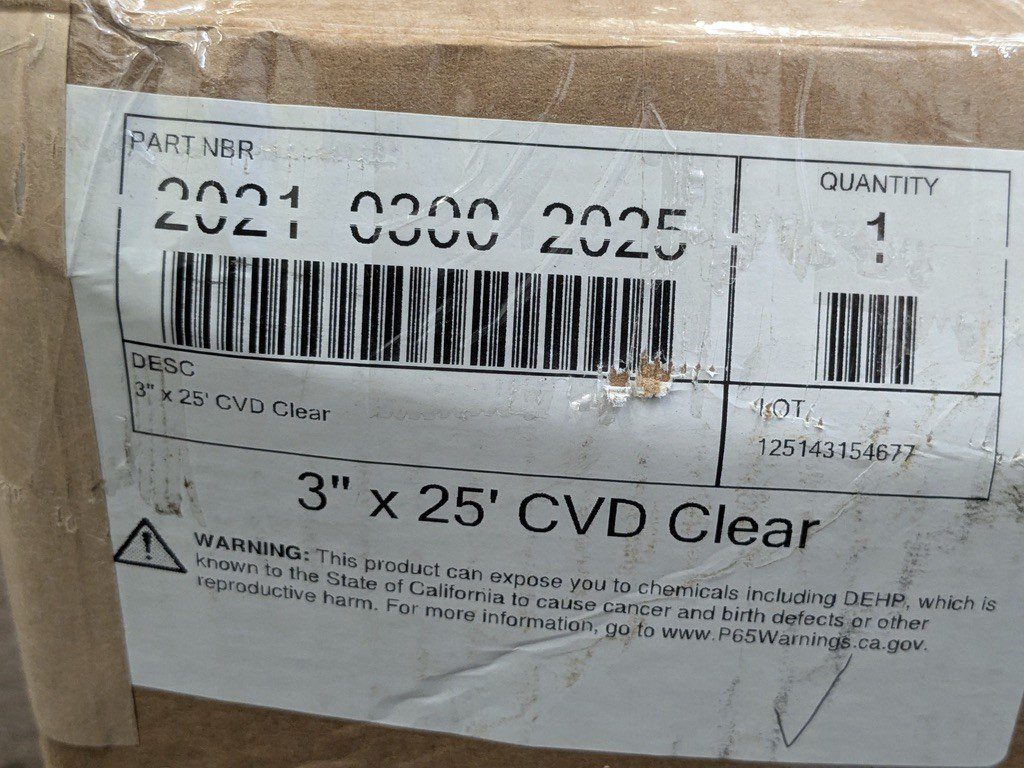 PART NBR
2021 0300 2025
QUANTITY
1
DESC
3" x 25' CVD Clear
LOT
125143154677
3" x 25' CVD Clear
WARNING: This product can expose you to chemicals including DEHP, which is
known to the State of California to cause cancer and birth defects or other
reproductive harm. For more information, go to www.P65Warnings.ca.gov.